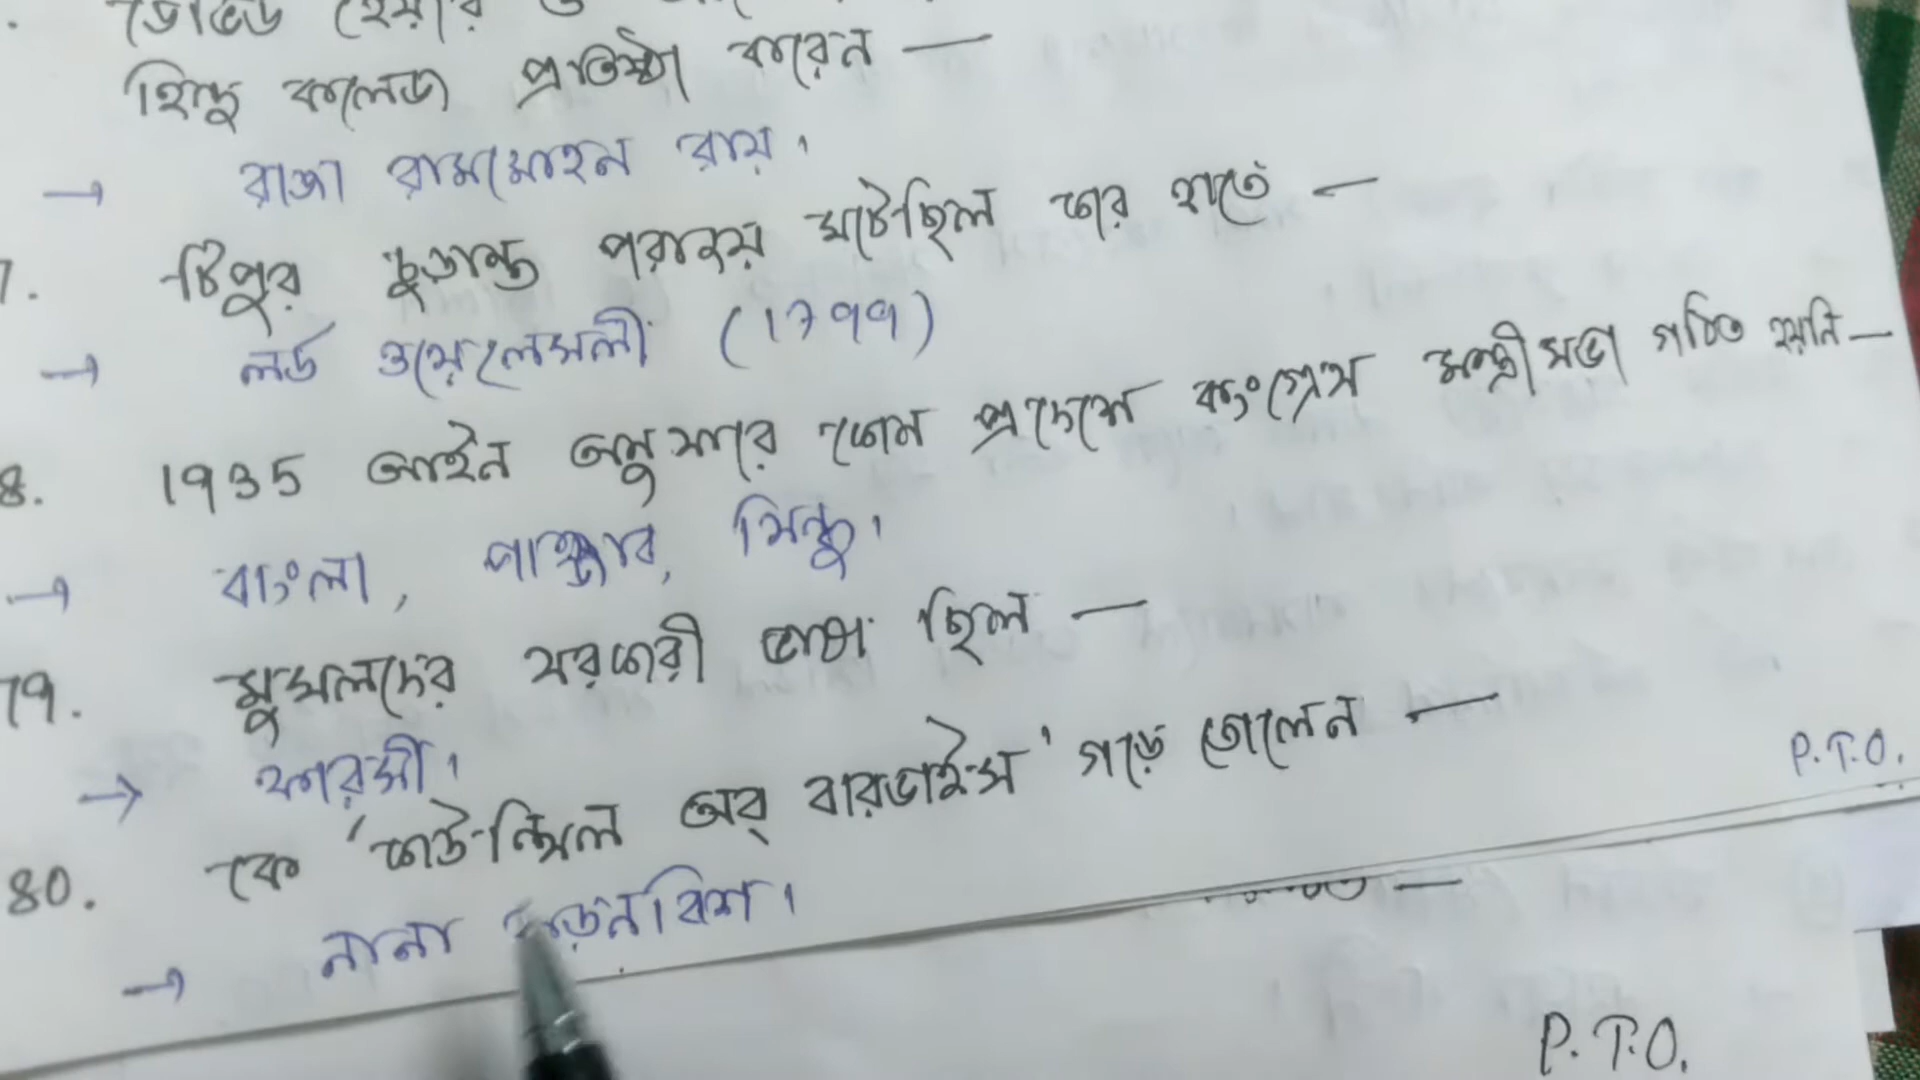 ডেভিড হেয়ার ও
হিন্দু কলেজ প্রতিষ্ঠা করেন —
→ রাজা রামমোহন রায়।
7. টিপুর চূড়ান্ত পরাজয় ঘটেছিল কার হাতে —
→ লর্ড ওয়েলেসলী (1799)
8. 1935 আইন অনুসারে কোন প্রদেশে কংগ্রেস মন্ত্রীসভা গঠিত হয়নি —
→ বাংলা, পাঞ্জাব, সিন্ধু।
79. মুঘলদের সরকারী ভাষা ছিল —
→ ফারসী।
80. কে 'কাউন্সিল অব্ বারভাইস' গড়ে তোলেন —
P.T.O.
→ নানা ফড়নবিশ।
P.T.O.